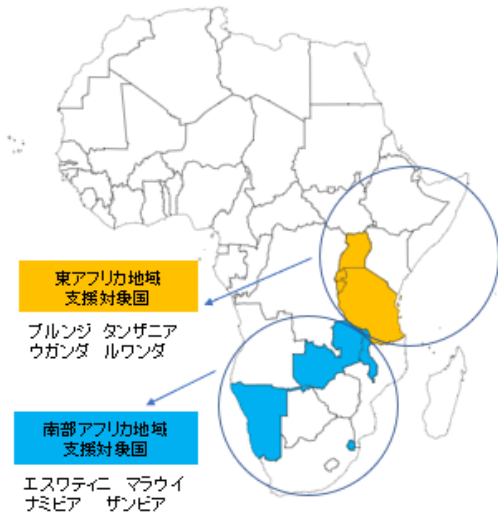 東アフリカ地域
支援対象国
ブルンジ タンザニア
ウガンダ ルワンダ
南部アフリカ地域
支援対象国
エスワティニ マラウイ
ナミビア ザンビア